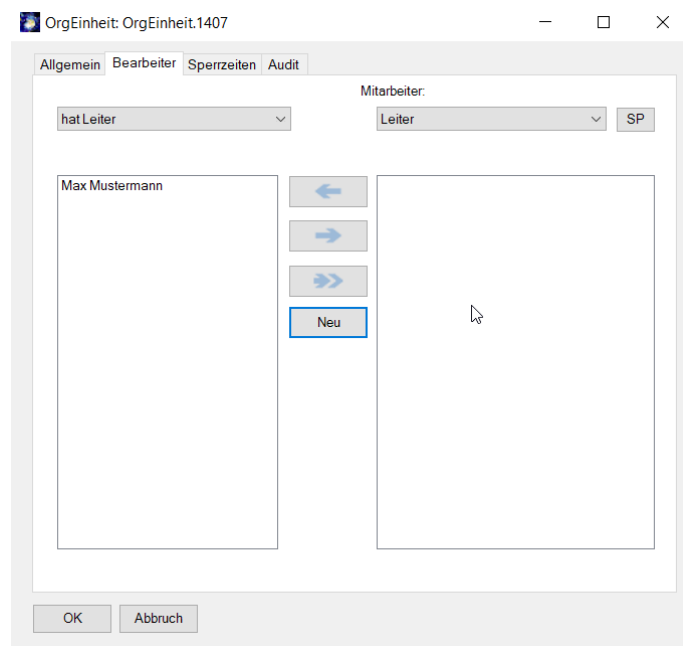 OrgEinheit: OrgEinheit.1407
Allgemein Bearbeiter Sperrzeiten Audit
Mitarbeiter:
hat Leiter Leiter SP
Max Mustermann
Neu
OK Abbruch